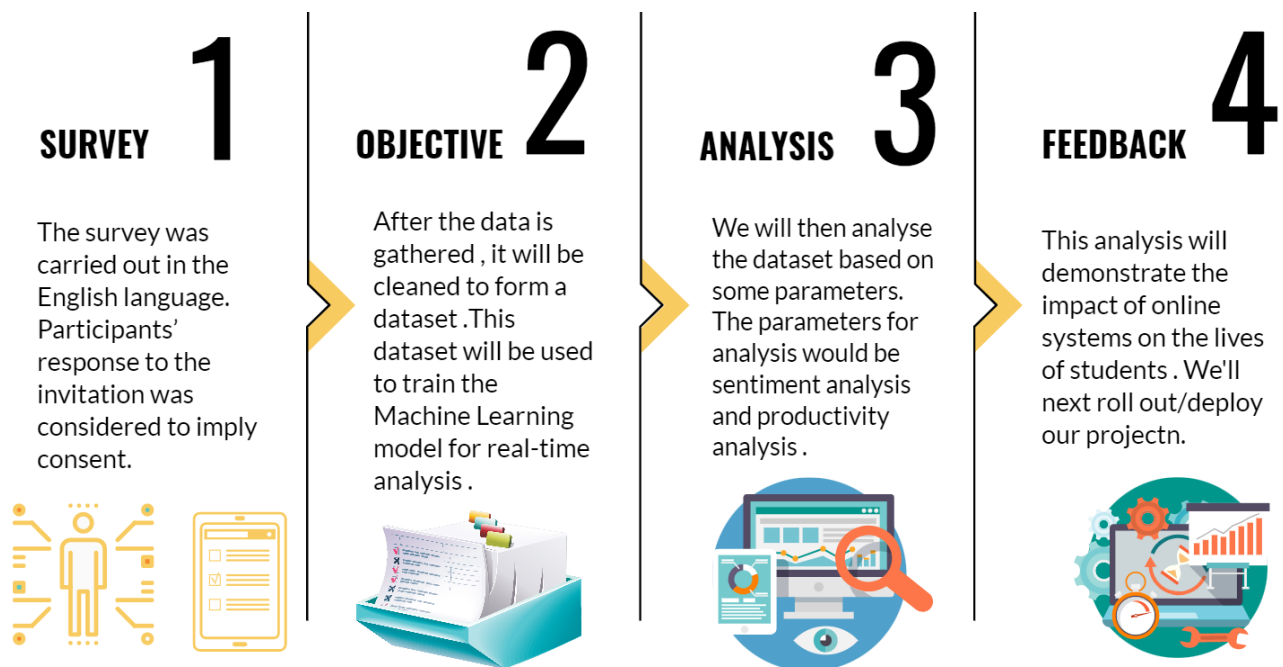 1
SURVEY
The survey was
carried out in the
English language.
Participants’
response to the
invitation was
considered to imply
consent.
2
OBJECTIVE
After the data is
gathered , it will be
cleaned to form a
dataset .This
dataset will be used
to train the
Machine Learning
model for real-time
analysis .
3
ANALYSIS
We will then analyse
the dataset based on
some parameters.
The parameters for
analysis would be
sentiment analysis
and productivity
analysis .
4
FEEDBACK
This analysis will
demonstrate the
impact of online
systems on the lives
of students . We'll
next roll out/deploy
our projectn.